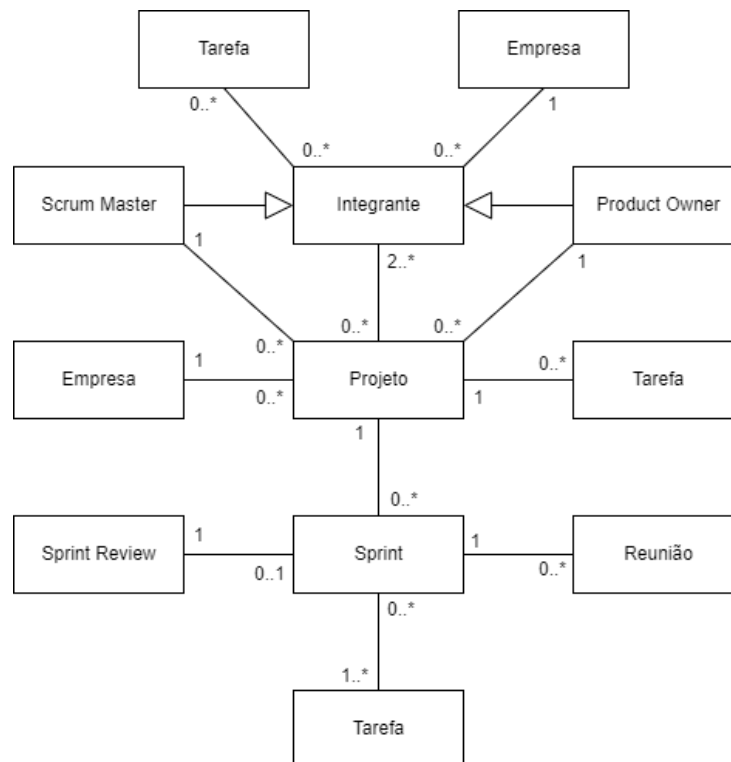 Tarefa
Empresa
0..*
1
0..*
0..*
Scrum Master
Integrante
Product Owner
1
2..*
1
0..*
0..*
0..*
Empresa
1
0..*
Projeto
0..*
1
Tarefa
1
0..*
Sprint Review
1
0..1
Sprint
1
0..*
Reunião
0..*
1..*
Tarefa